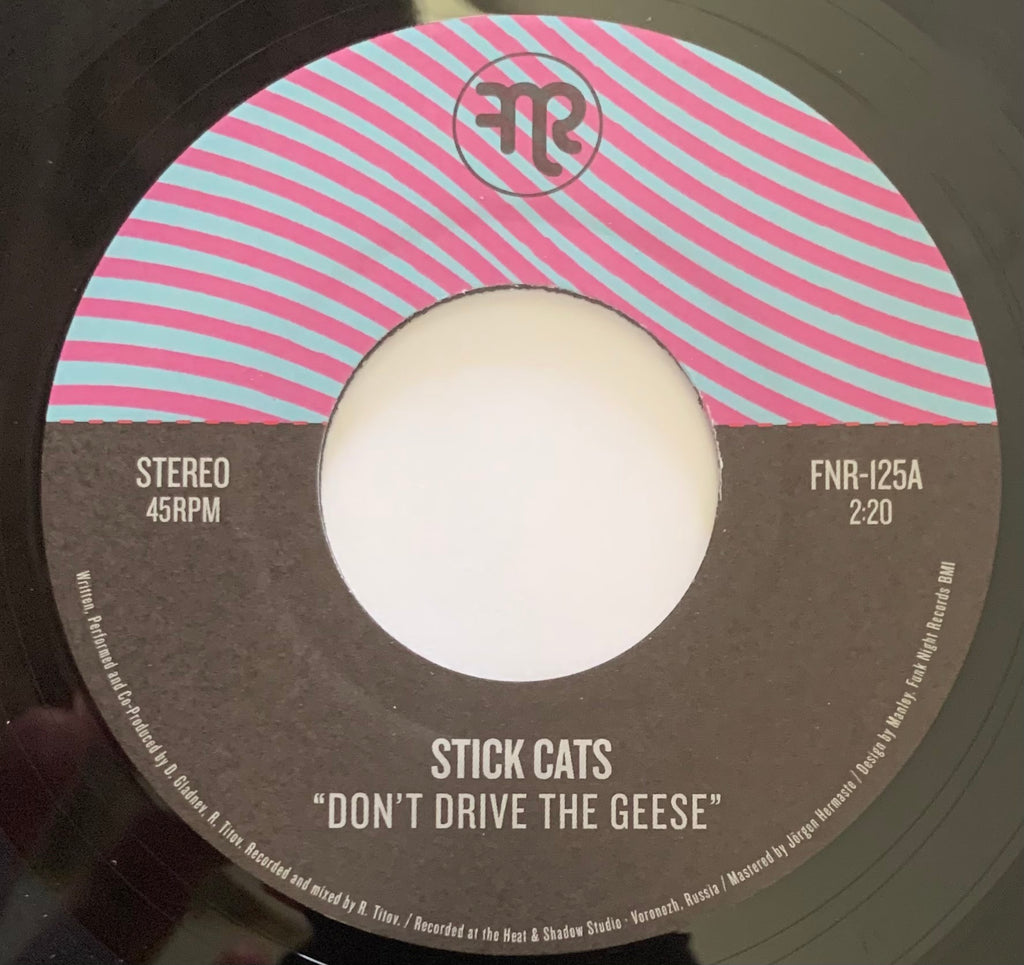 FNR
STEREO
45RPM
FNR-125A
2:20
STICK CATS
“DON'T DRIVE THE GEESE”
Written, Performed and Co-Produced by D. Gladnev, R. Titov. Recorded and mixed by R. Titov. / Recorded at the Heat & Shadow Studio · Voronezh, Russia / Mastered by Jörgen Hermaste / Design by Manley. Funk Night Records BMI